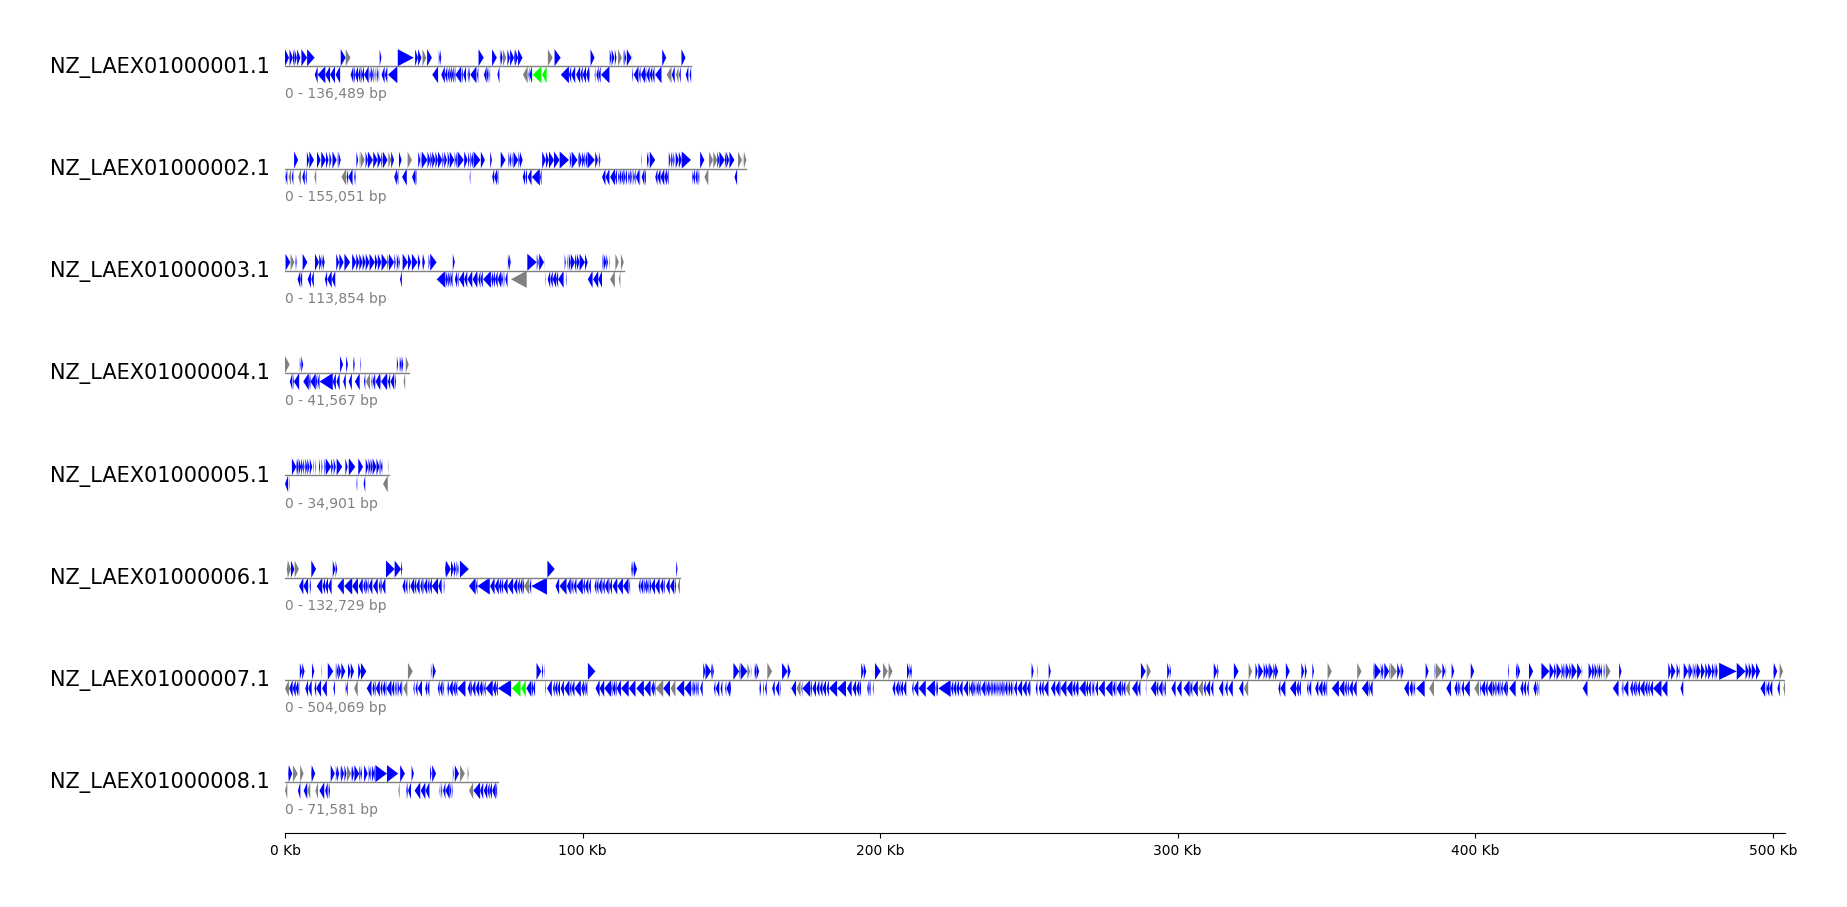 NZ_LAEX01000001.1
0 - 136,489 bp
NZ_LAEX01000002.1
0 - 155,051 bp
NZ_LAEX01000003.1
0 - 113,854 bp
NZ_LAEX01000004.1
0 - 41,567 bp
NZ_LAEX01000005.1
0 - 34,901 bp
NZ_LAEX01000006.1
0 - 132,729 bp
NZ_LAEX01000007.1
0 - 504,069 bp
NZ_LAEX01000008.1
0 - 71,581 bp
0 Kb 100 Kb 200 Kb 300 Kb 400 Kb 500 Kb